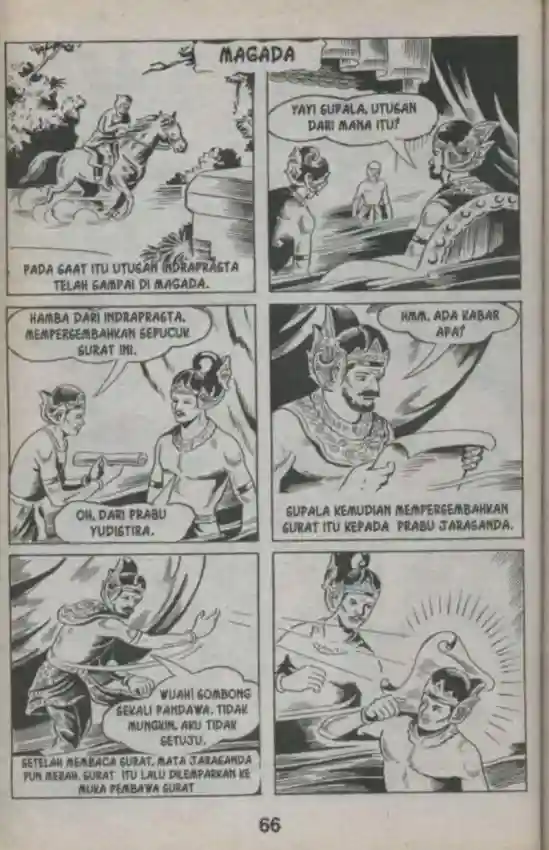 MAGADA
PADA SAAT ITU UTUSAN INDRAPRASTA
TELAH SAMPAI DI MAGADA.
YAYI SUPALA, UTUSAN
DARI MANA ITU?
HAMBA DARI INDRAPRASTA.
MEMPERSEMBAHKAN SEPUCUK
SURAT INI.
OH, DARI PRABU
YUDISTIRA.
HMM, ADA KABAR
APA?
SUPALA KEMUDIAN MEMPERSEMBAHKAN
SURAT ITU KEPADA PRABU JARASANDA.
WUAH! SOMBONG
SEKALI PANDAWA. TIDAK
MUNGKIN. AKU TIDAK
SETUJU.
SETELAH MEMBACA SURAT, MATA JARASANDA
PUN MERAH. SURAT ITU LALU DILEMPARKAN KE
MUKA PEMBAWA SURAT
66